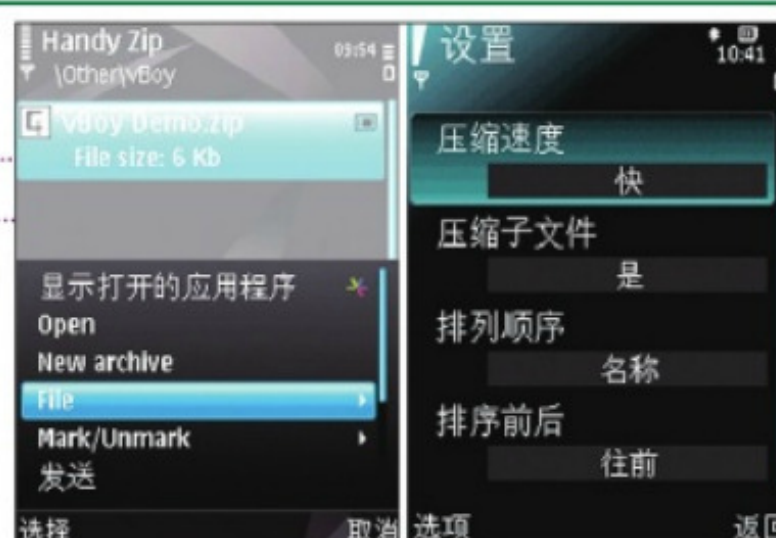 Handy Zip
09:54
\Other\vBoy
vBoy Demo.zip
File size: 6 Kb
显示打开的应用程序
Open
New archive
File
Mark/Unmark
发送
选择
取消
设置
10:41
压缩速度
快
压缩子文件
是
排列顺序
名称
排序前后
往前
选项
返回